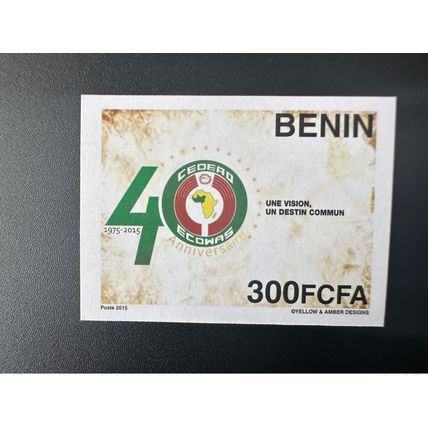 BENIN
CEDEAO
40
1975-2015
ECOWAS
Anniversaire
UNE VISION,
UN DESTIN COMMUN
300FCFA
Poste 2015
©YELLOW & AMBER DESIGNS